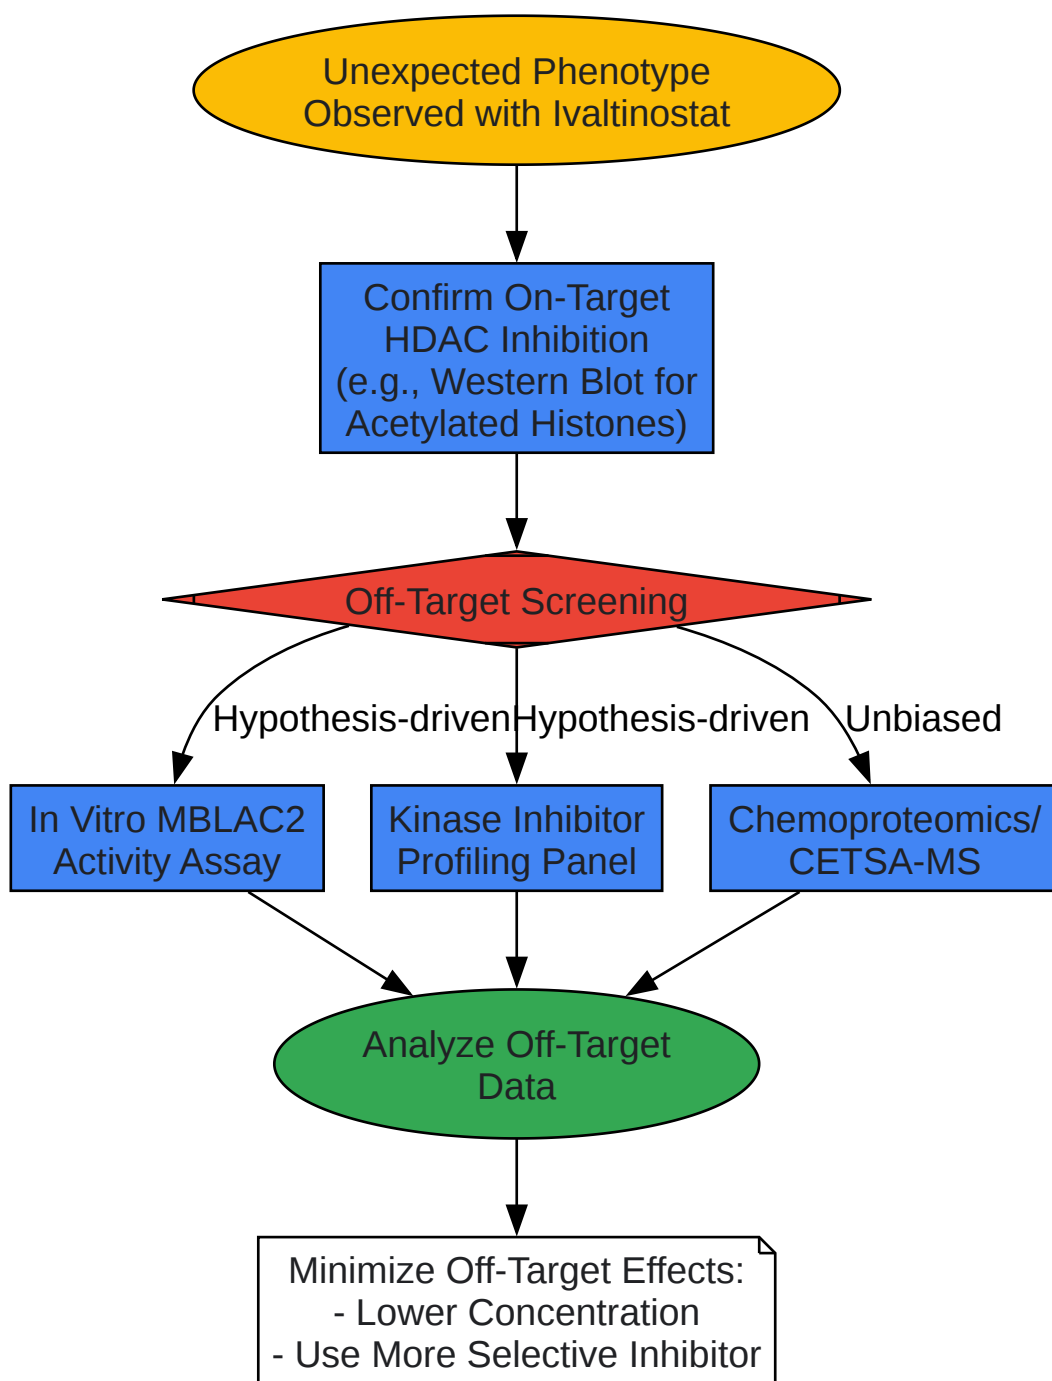 Unexpected Phenotype
Observed with Ivaltinostat
Confirm On-Target
HDAC Inhibition
(e.g., Western Blot for
Acetylated Histones)
Off-Target Screening
Hypothesis-driven
Hypothesis-driven
Unbiased
In Vitro MBLAC2
Activity Assay
Kinase Inhibitor
Profiling Panel
Chemoproteomics/
CETSA-MS
Analyze Off-Target
Data
Minimize Off-Target Effects:
- Lower Concentration
- Use More Selective Inhibitor